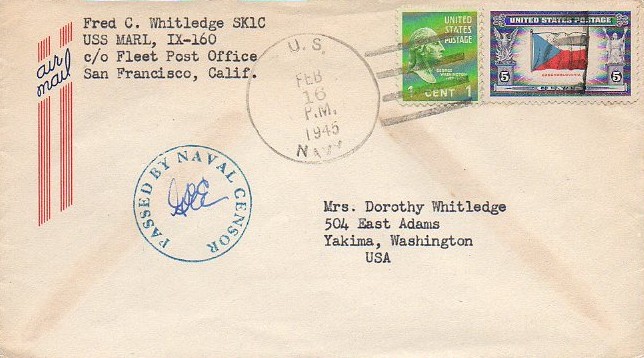 Fred C. Whitledge SK1C
USS MARL, IX-160
c/o Fleet Post Office
San Francisco, Calif.
air
mail
U.S.
FEB
16
P.M.
1945
NAVY
UNITED
STATES
POSTAGE
1 CENT 1
UNITED STATES POSTAGE
5 5
PASSED BY NAVAL CENSOR
Mrs. Dorothy Whitledge
504 East Adams
Yakima, Washington
USA